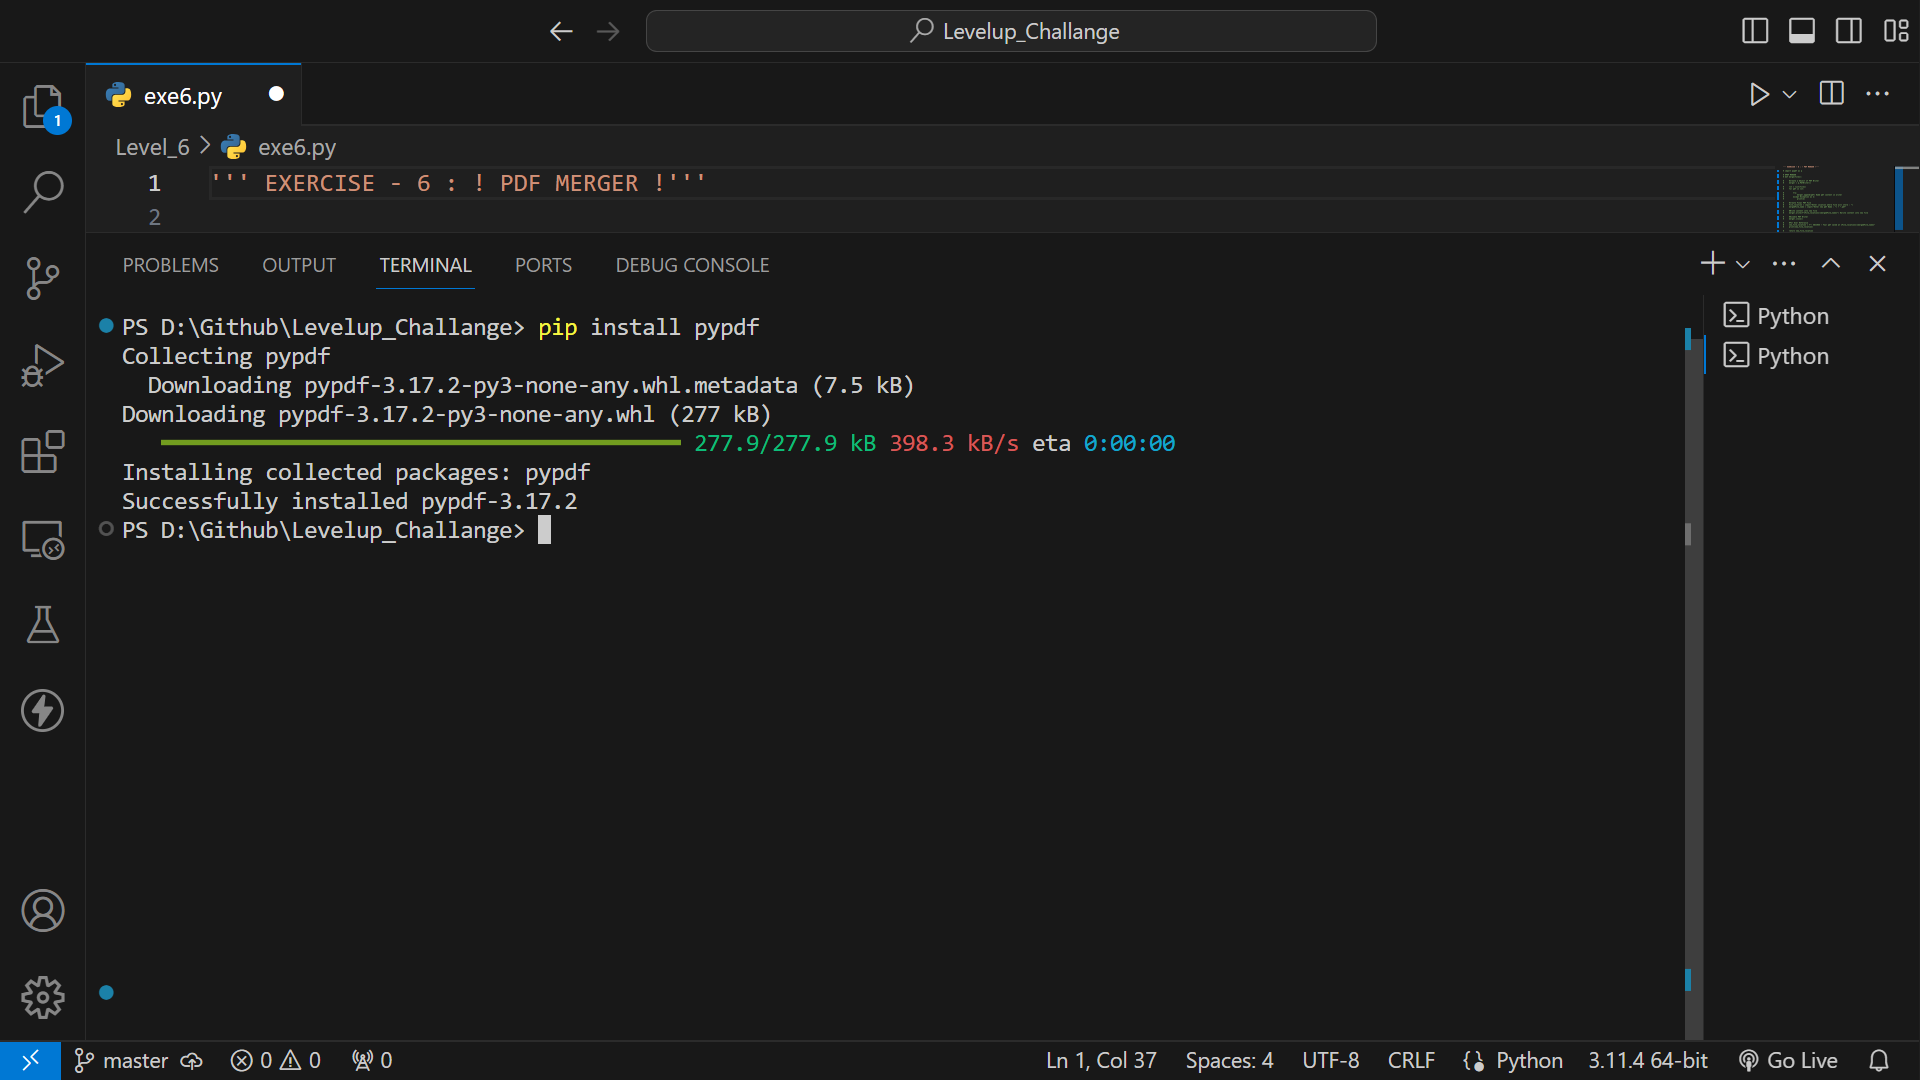 Levelup_Challange
1
exe6.py
Level_6 > exe6.py
1 ''' EXERCISE - 6 : ! PDF MERGER !'''
2
PROBLEMS OUTPUT TERMINAL PORTS DEBUG CONSOLE
PS D:\Github\Levelup_Challange> pip install pypdf
Collecting pypdf
  Downloading pypdf-3.17.2-py3-none-any.whl.metadata (7.5 kB)
Downloading pypdf-3.17.2-py3-none-any.whl (277 kB)
277.9/277.9 kB 398.3 kB/s eta 0:00:00
Installing collected packages: pypdf
Successfully installed pypdf-3.17.2
PS D:\Github\Levelup_Challange>
Python
Python
master 0 0 0 Ln 1, Col 37 Spaces: 4 UTF-8 CRLF Python 3.11.4 64-bit Go Live